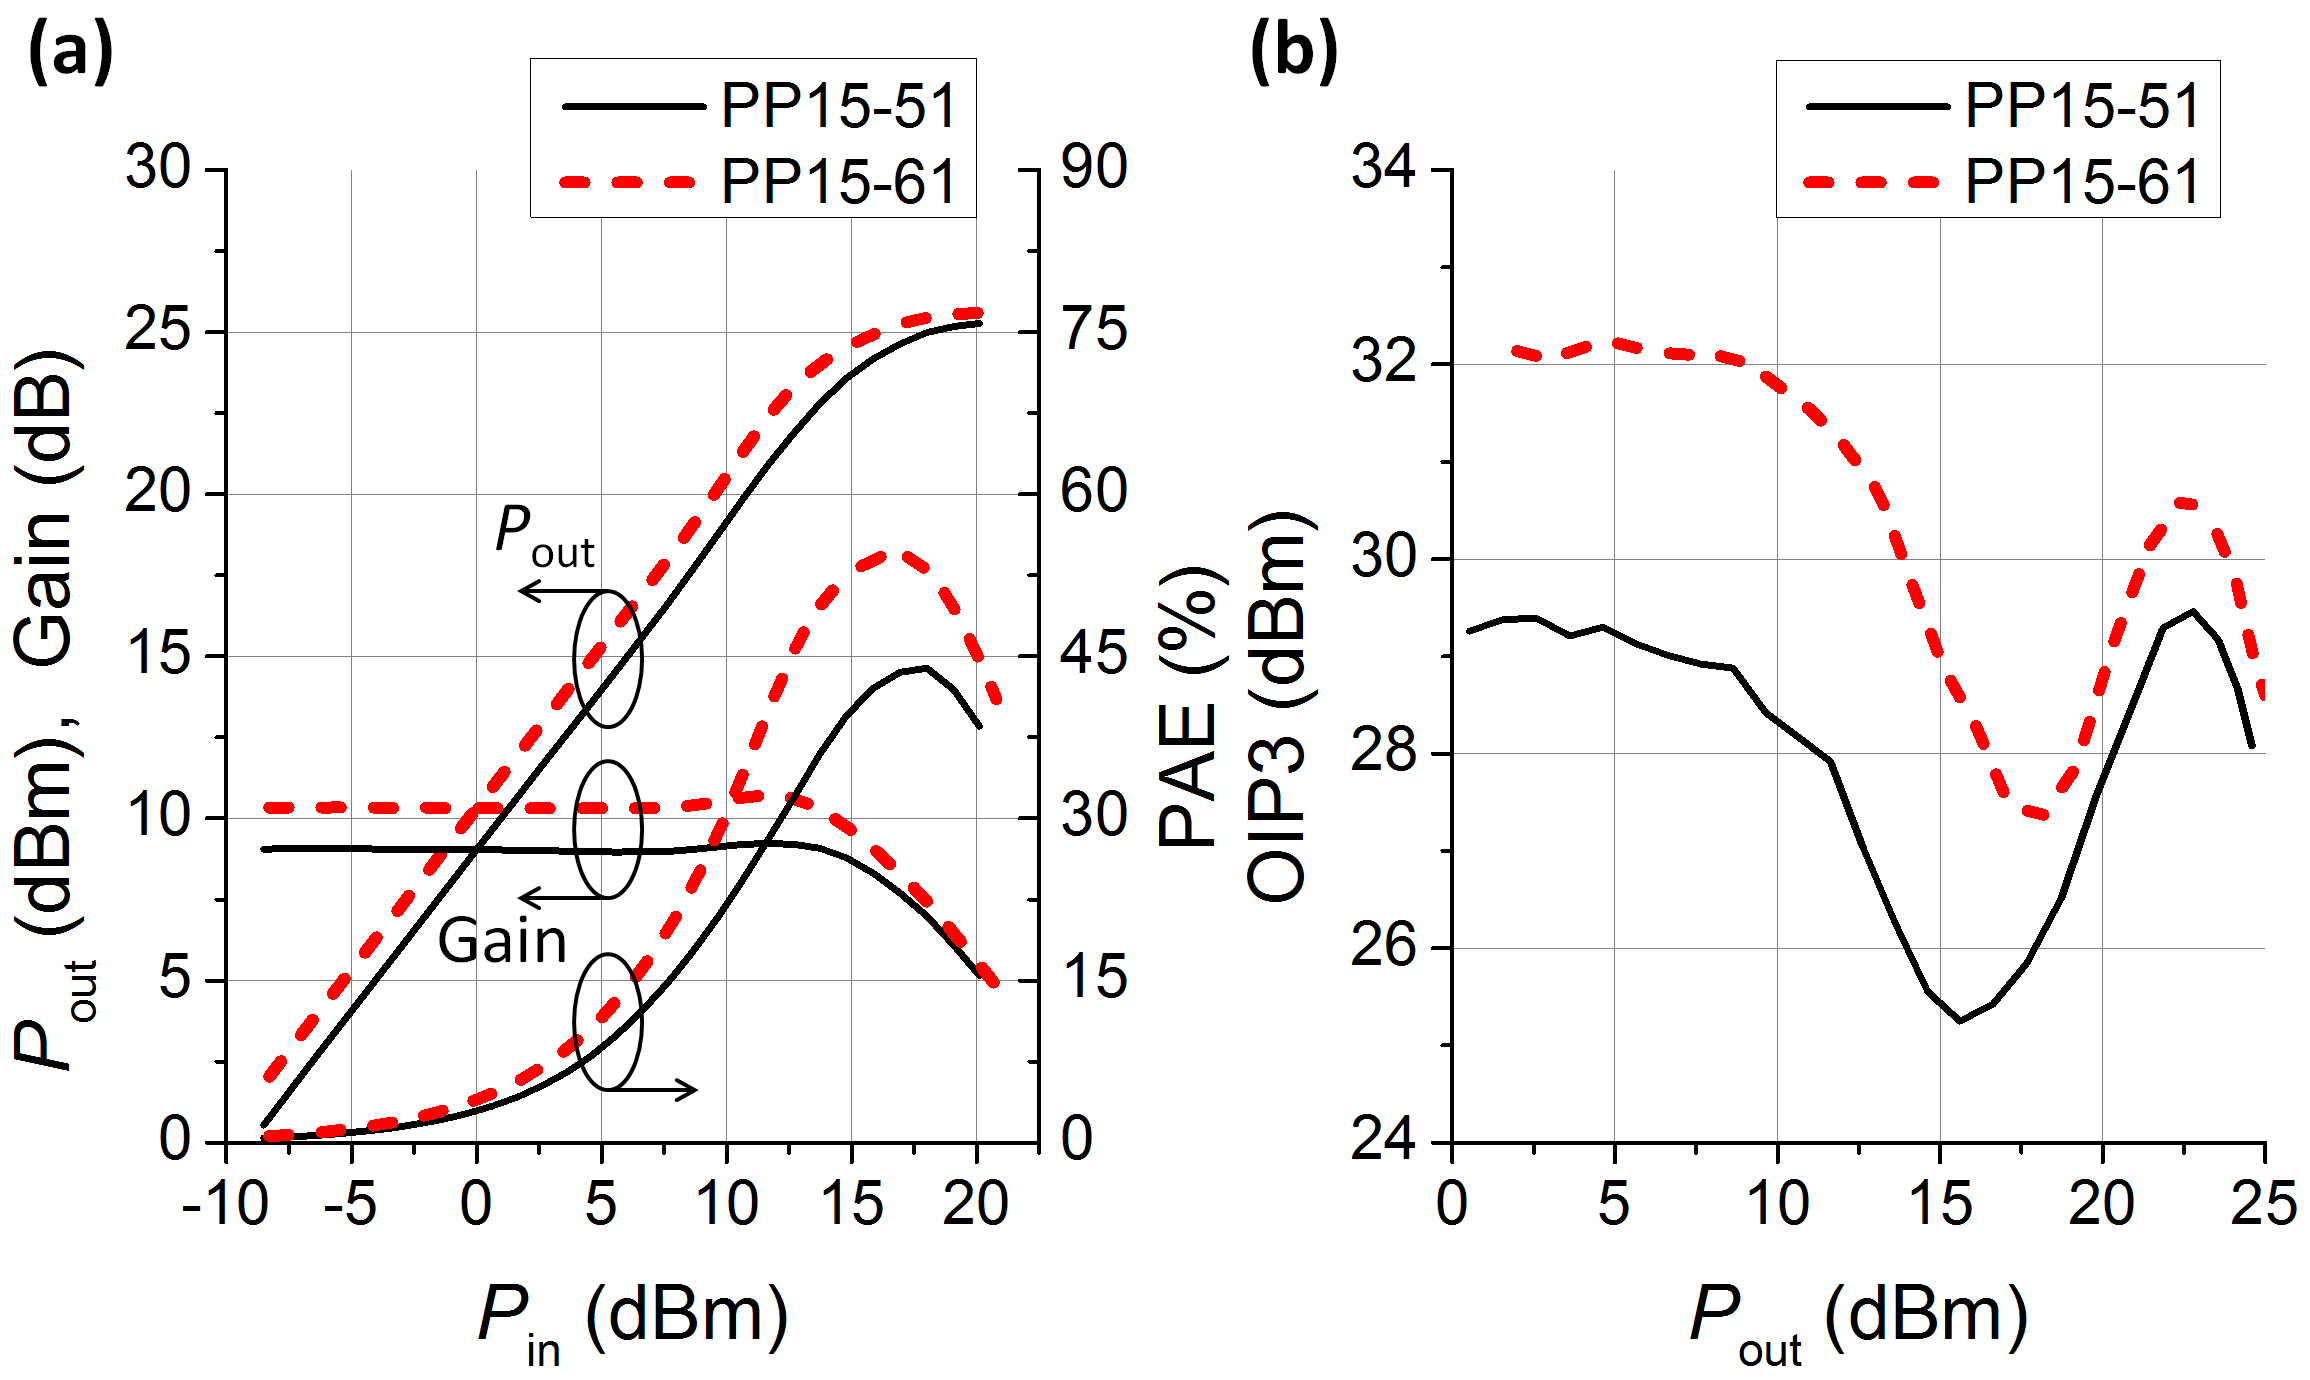 (a)
PP15-51
PP15-61
30
25
20
15
10
5
0
90
75
60
45
30
15
0
-10 -5 0 5 10 15 20
Pout (dBm), Gain (dB)
PAE (%)
Pin (dBm)
Pout
Gain
(b)
PP15-51
PP15-61
34
32
30
28
26
24
0 5 10 15 20 25
OIP3 (dBm)
Pout (dBm)